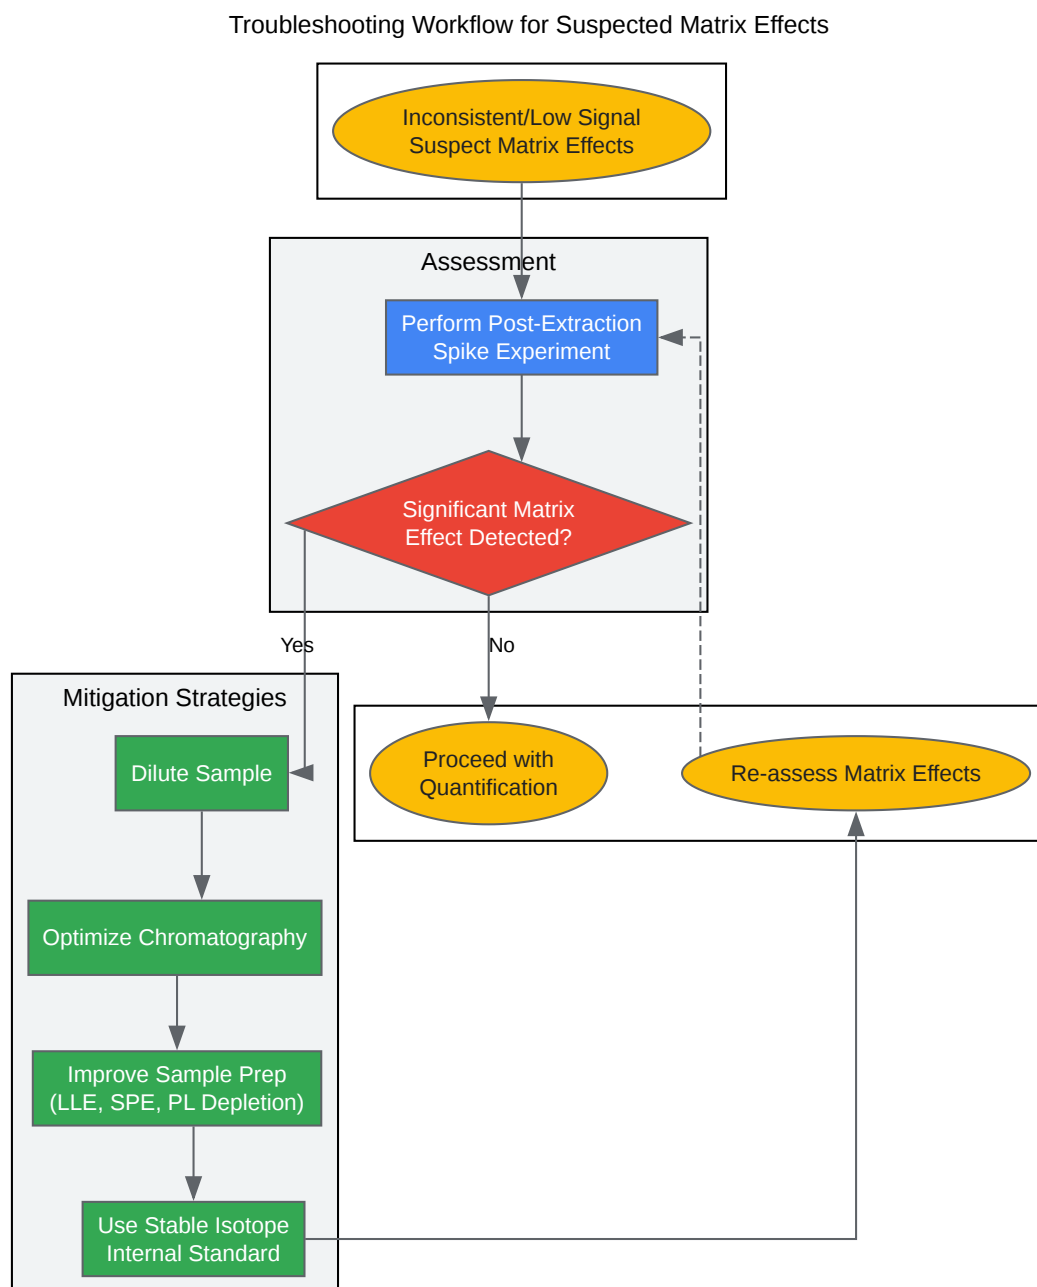 Troubleshooting Workflow for Suspected Matrix Effects
Inconsistent/Low Signal
Suspect Matrix Effects
Assessment
Perform Post-Extraction
Spike Experiment
Significant Matrix
Effect Detected?
Yes
No
Mitigation Strategies
Dilute Sample
Proceed with
Quantification
Re-assess Matrix Effects
Optimize Chromatography
Improve Sample Prep
(LLE, SPE, PL Depletion)
Use Stable Isotope
Internal Standard